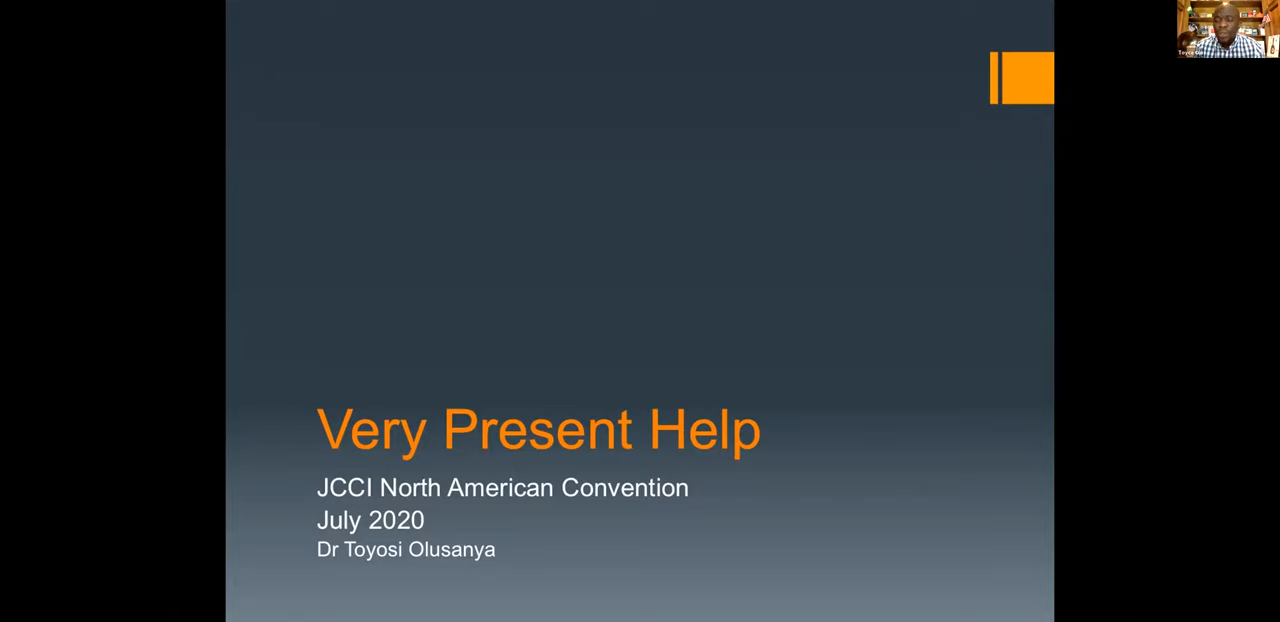 Very Present Help
JCCI North American Convention
July 2020
Dr Toyosi Olusanya